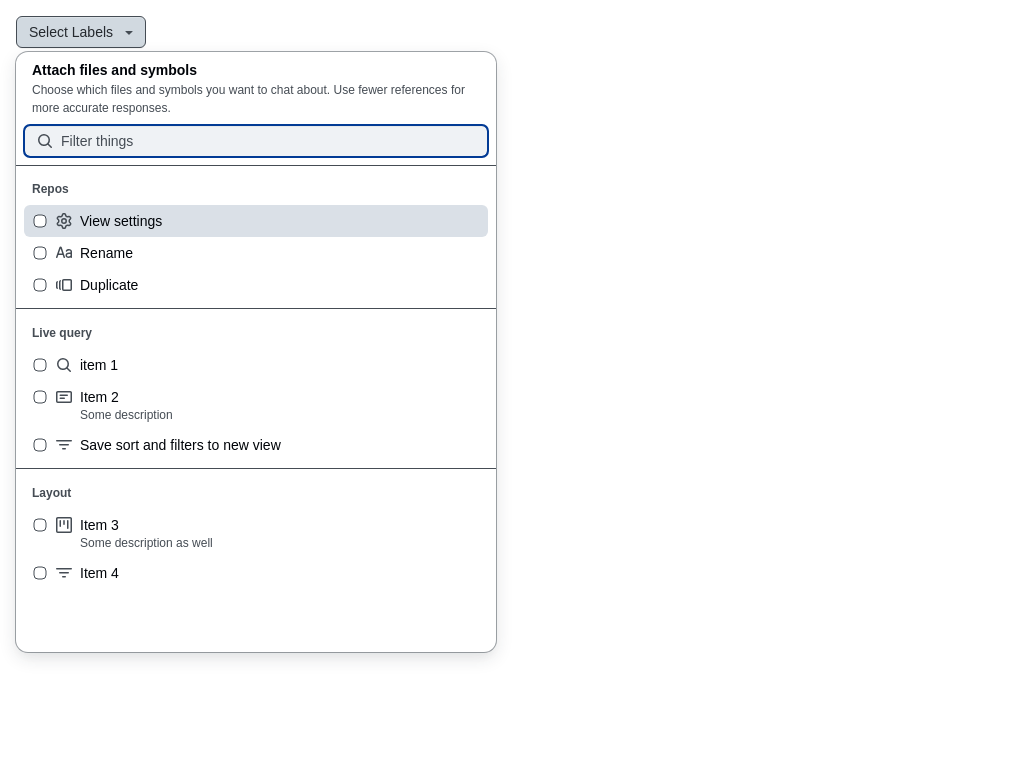 Select Labels
Attach files and symbols
Choose which files and symbols you want to chat about. Use fewer references for
more accurate responses.
Filter things
Repos
View settings
Rename
Duplicate
Live query
item 1
Item 2
Some description
Save sort and filters to new view
Layout
Item 3
Some description as well
Item 4